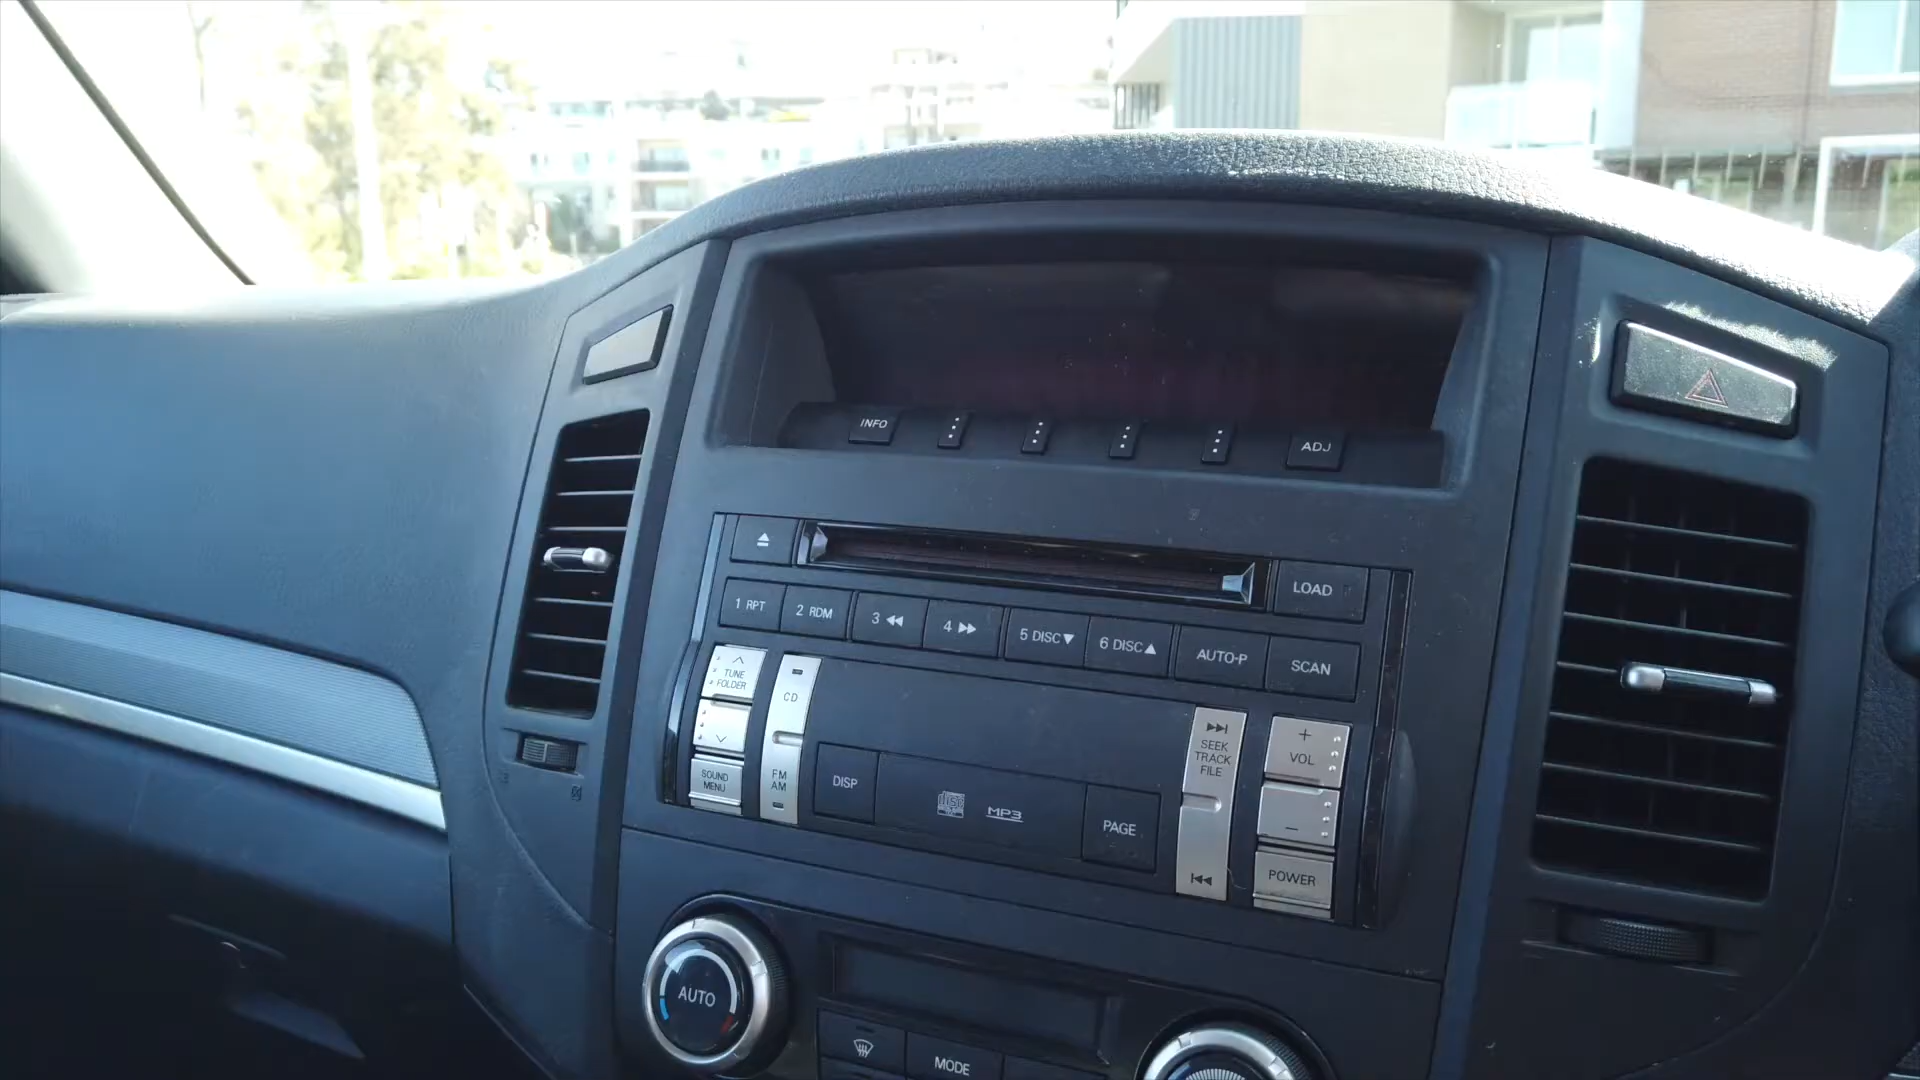 INFO
ADJ
LOAD
1 RPT
2 RDM
3
4
5 DISC▼
6 DISC▲
AUTO-P
SCAN
TUNE
FOLDER
SOUND
MENU
CD
FM
AM
DISP
MP3
PAGE
SEEK
TRACK
FILE
+
VOL
−
POWER
AUTO
MODE